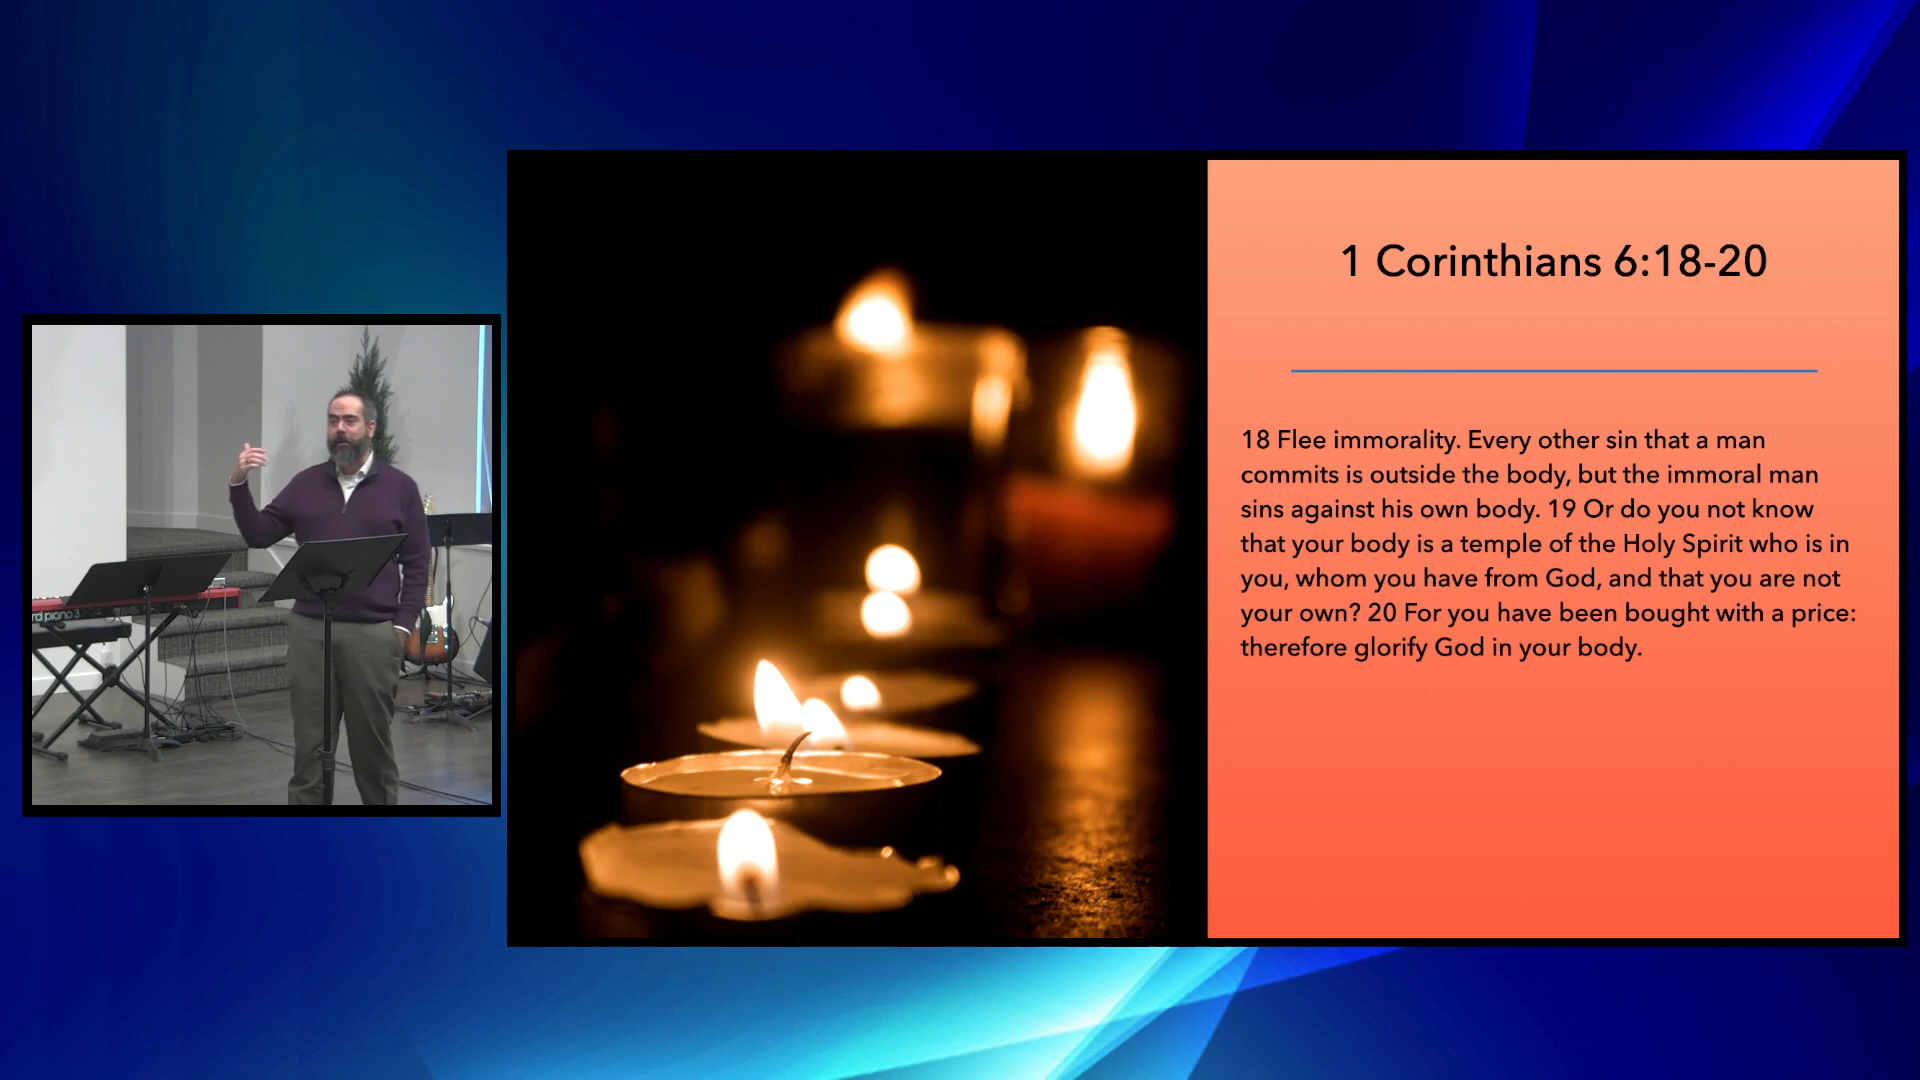 1 Corinthians 6:18-20
18 Flee immorality. Every other sin that a man
commits is outside the body, but the immoral man
sins against his own body. 19 Or do you not know
that your body is a temple of the Holy Spirit who is in
you, whom you have from God, and that you are not
your own? 20 For you have been bought with a price:
therefore glorify God in your body.
rd piano 3